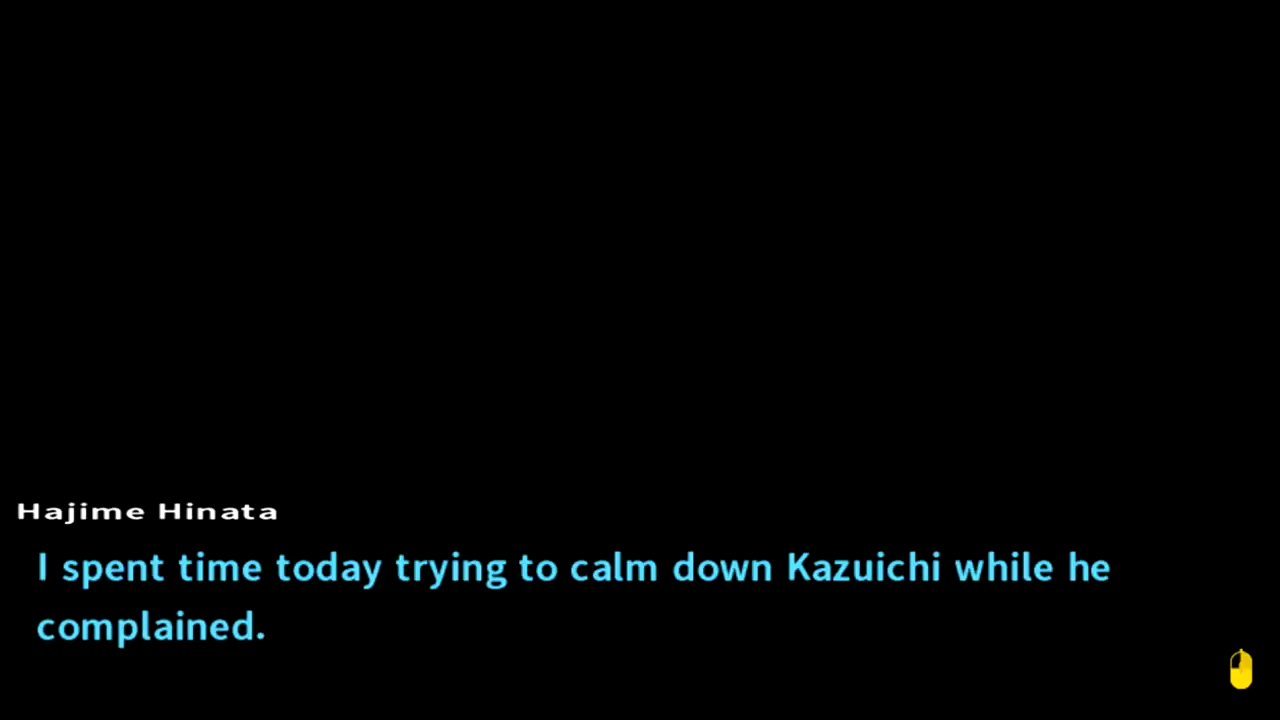 Hajime Hinata
I spent time today trying to calm down Kazuichi while he
complained.